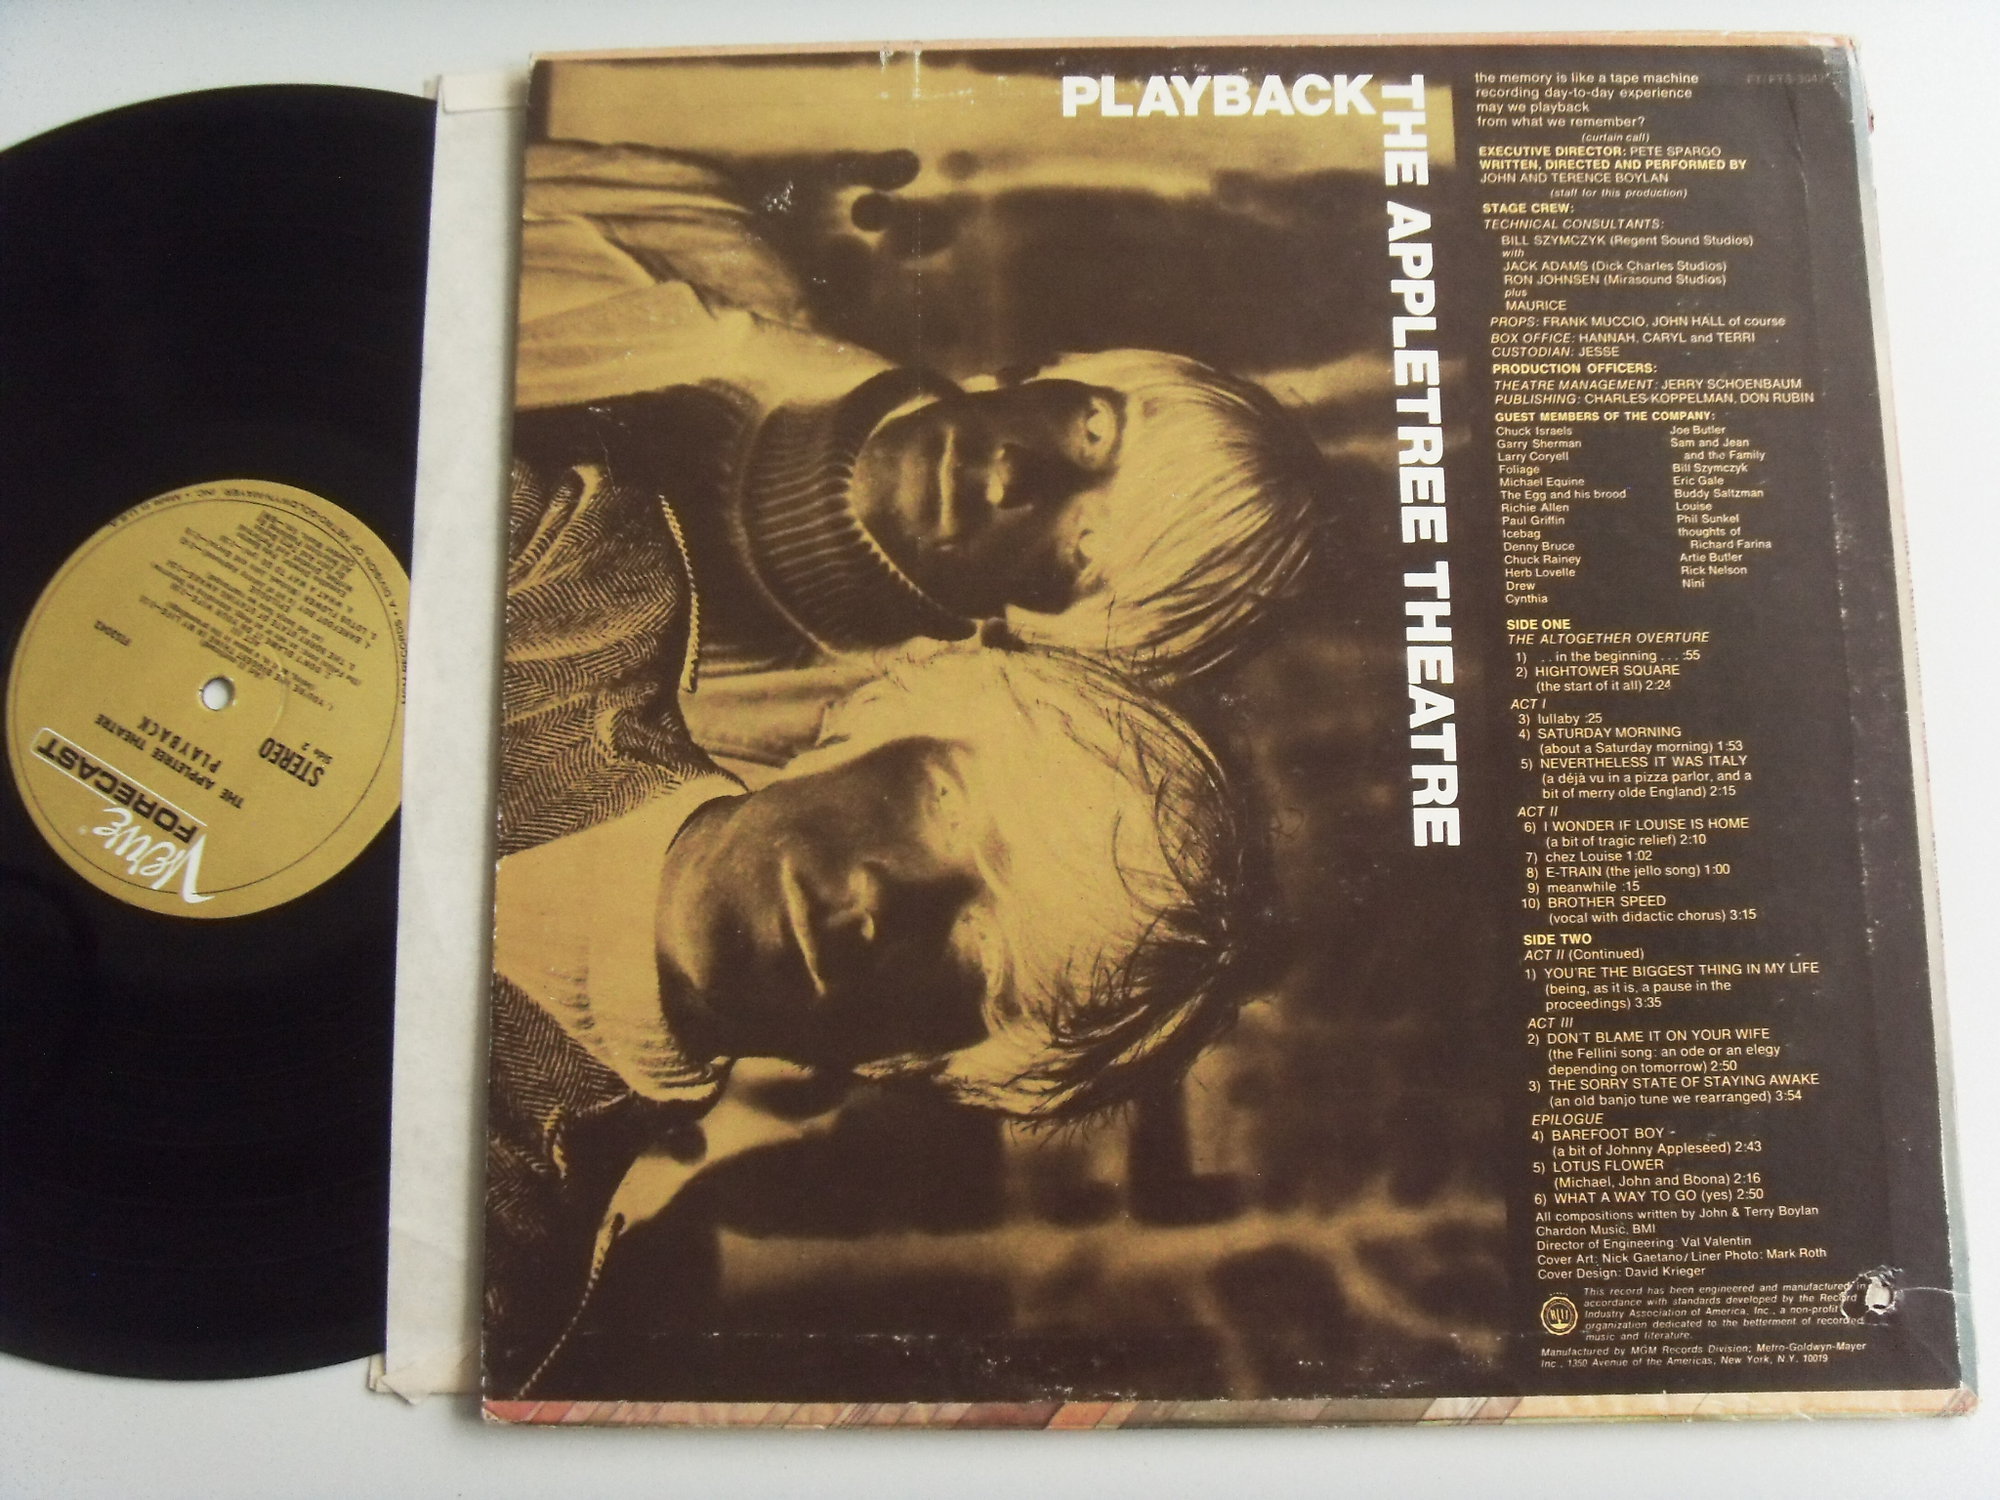 PLAYBACK
THE APPLETREE THEATRE
the memory is like a tape machine
recording day-to-day experience
may we playback
from what we remember?
(curtain call)
EXECUTIVE DIRECTOR: PETE SPARGO
WRITTEN, DIRECTED AND PERFORMED BY
JOHN AND TERENCE BOYLAN
(staff for this production)
STAGE CREW:
TECHNICAL CONSULTANTS:
BILL SZYMCZYK (Regent Sound Studios)
with
JACK ADAMS (Dick Charles Studios)
RON JOHNSEN (Mirasound Studios)
plus
MAURICE
PROPS: FRANK MUCCIO, JOHN HALL of course
BOX OFFICE: HANNAH, CARYL and TERRI
CUSTODIAN: JESSE
PRODUCTION OFFICERS:
THEATRE MANAGEMENT: JERRY SCHOENBAUM
PUBLISHING: CHARLES KOPPELMAN, DON RUBIN
GUEST MEMBERS OF THE COMPANY:
Chuck Israels
Garry Sherman
Larry Coryell
Foliage
Michael Equine
The Egg and his brood
Richie Allen
Paul Griffin
Icebag
Denny Bruce
Chuck Rainey
Herb Lovelle
Drew
Cynthia
Joe Butler
Sam and Jean
and the Family
Bill Szymczyk
Eric Gale
Buddy Saltzman
Louise
Phil Sunkel
thoughts of
Richard Farina
Artie Butler
Rick Nelson
Nini
SIDE ONE
THE ALTOGETHER OVERTURE
1) . . in the beginning . . . :55
2) HIGHTOWER SQUARE
(the start of it all) 2:24
ACT I
3) lullaby :25
4) SATURDAY MORNING
(about a Saturday morning) 1:53
5) NEVERTHELESS IT WAS ITALY
(a déjà vu in a pizza parlor, and a
bit of merry olde England) 2:15
ACT II
6) I WONDER IF LOUISE IS HOME
(a bit of tragic relief) 2:10
7) chez Louise 1:02
8) E-TRAIN (the jello song) 1:00
9) meanwhile :15
10) BROTHER SPEED
(vocal with didactic chorus) 3:15
SIDE TWO
ACT II (Continued)
1) YOU'RE THE BIGGEST THING IN MY LIFE
(being, as it is, a pause in the
proceedings) 3:35
ACT III
2) DON'T BLAME IT ON YOUR WIFE
(the Fellini song: an ode or an elegy
depending on tomorrow) 2:50
3) THE SORRY STATE OF STAYING AWAKE
(an old banjo tune we rearranged) 3:54
EPILOGUE
4) BAREFOOT BOY -
(a bit of Johnny Appleseed) 2:43
5) LOTUS FLOWER
(Michael, John and Boona) 2:16
6) WHAT A WAY TO GO (yes) 2:50
All compositions written by John & Terry Boylan
Chardon Music, BMI
Director of Engineering: Val Valentin
Cover Art: Nick Gaetano / Liner Photo: Mark Roth
Cover Design: David Krieger
This record has been engineered and manufactured in
accordance with standards developed by the Record
Industry Association of America, Inc., a non-profit
organization dedicated to the betterment of recorded
music and literature.
Manufactured by MGM Records Division; Metro-Goldwyn-Mayer
Inc., 1350 Avenue of the Americas, New York, N.Y. 10019
Verve
FORECAST
THE APPLETREE THEATRE
PLAYBACK
STEREO
Side 2